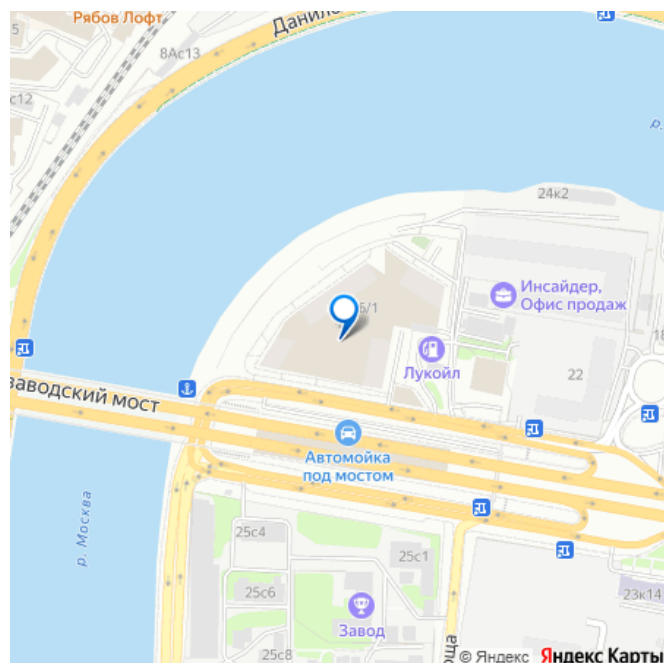 Рябов Лофт
5
8Ас13
Данило
с12
р.
24к2
5/1
Инсайдер,
Офис продаж
18
Лукойл
22
заводский мост
Автомойка
под мостом
р. Москва
25с4
25с1
25с6
23к14
Завод
25с8
оща
© Яндекс Яндекс Карты